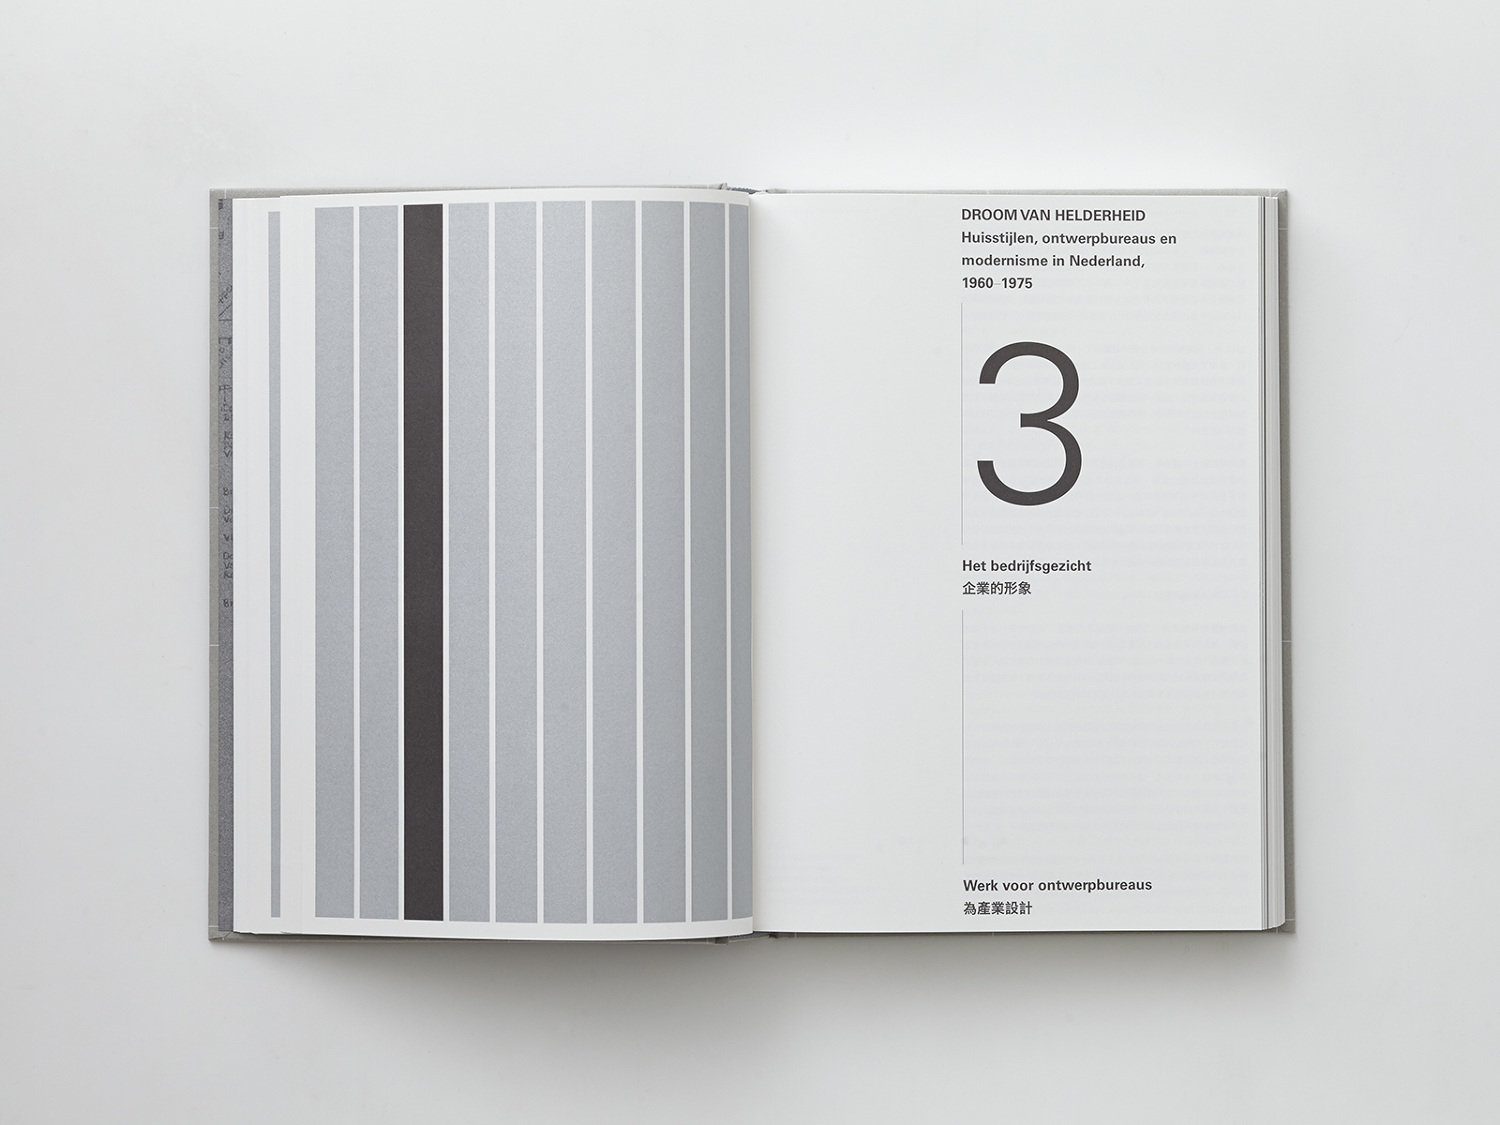 DROOM VAN HELDERHEID
Huisstijlen, ontwerpbureaus en
modernisme in Nederland,
1960–1975
3
Het bedrijfsgezicht
企業的形象
Werk voor ontwerpbureaus
為產業設計